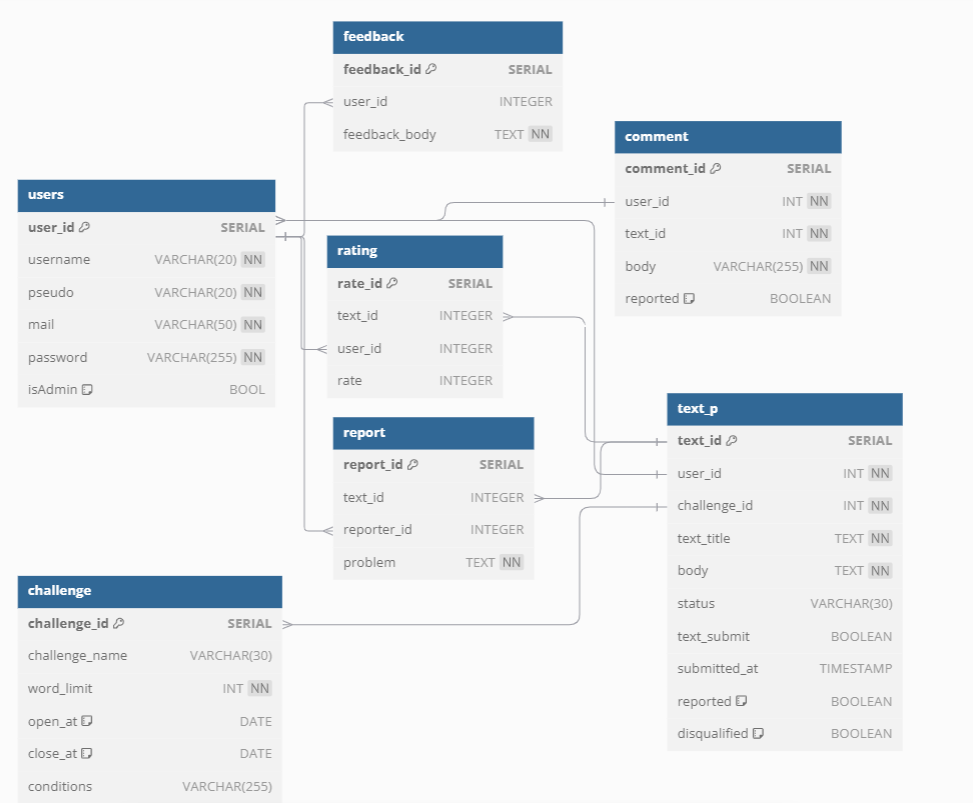 feedback
feedback_id SERIAL
user_id INTEGER
feedback_body TEXT NN
comment
comment_id SERIAL
user_id INT NN
text_id INT NN
body VARCHAR(255) NN
reported BOOLEAN
users
user_id SERIAL
username VARCHAR(20) NN
pseudo VARCHAR(20) NN
mail VARCHAR(50) NN
password VARCHAR(255) NN
isAdmin BOOL
rating
rate_id SERIAL
text_id INTEGER
user_id INTEGER
rate INTEGER
report
report_id SERIAL
text_id INTEGER
reporter_id INTEGER
problem TEXT NN
text_p
text_id SERIAL
user_id INT NN
challenge_id INT NN
text_title TEXT NN
body TEXT NN
status VARCHAR(30)
text_submit BOOLEAN
submitted_at TIMESTAMP
reported BOOLEAN
disqualified BOOLEAN
challenge
challenge_id SERIAL
challenge_name VARCHAR(30)
word_limit INT NN
open_at DATE
close_at DATE
conditions VARCHAR(255)